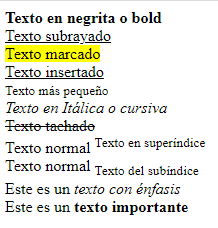 Texto en negrita o bold
Texto subrayado
Texto marcado
Texto insertado
Texto más pequeño
Texto en Itálica o cursiva
Texto tachado
Texto normal Texto en superíndice
Texto normal Texto del subíndice
Este es un texto con énfasis
Este es un texto importante